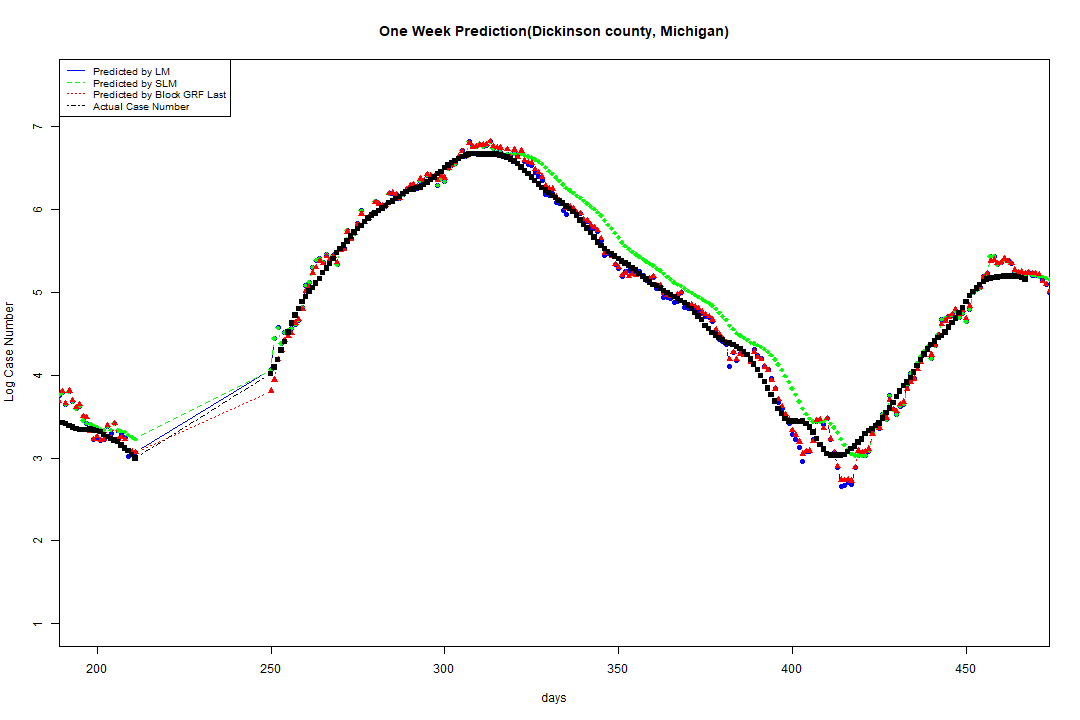 One Week Prediction(Dickinson county, Michigan)
Predicted by LM
Predicted by SLM
Predicted by Block GRF Last
Actual Case Number
7
6
5
4
3
2
1
Log Case Number
200 250 300 350 400 450
days